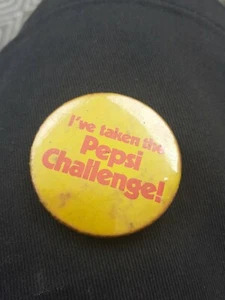 I've taken the
Pepsi
Challenge!